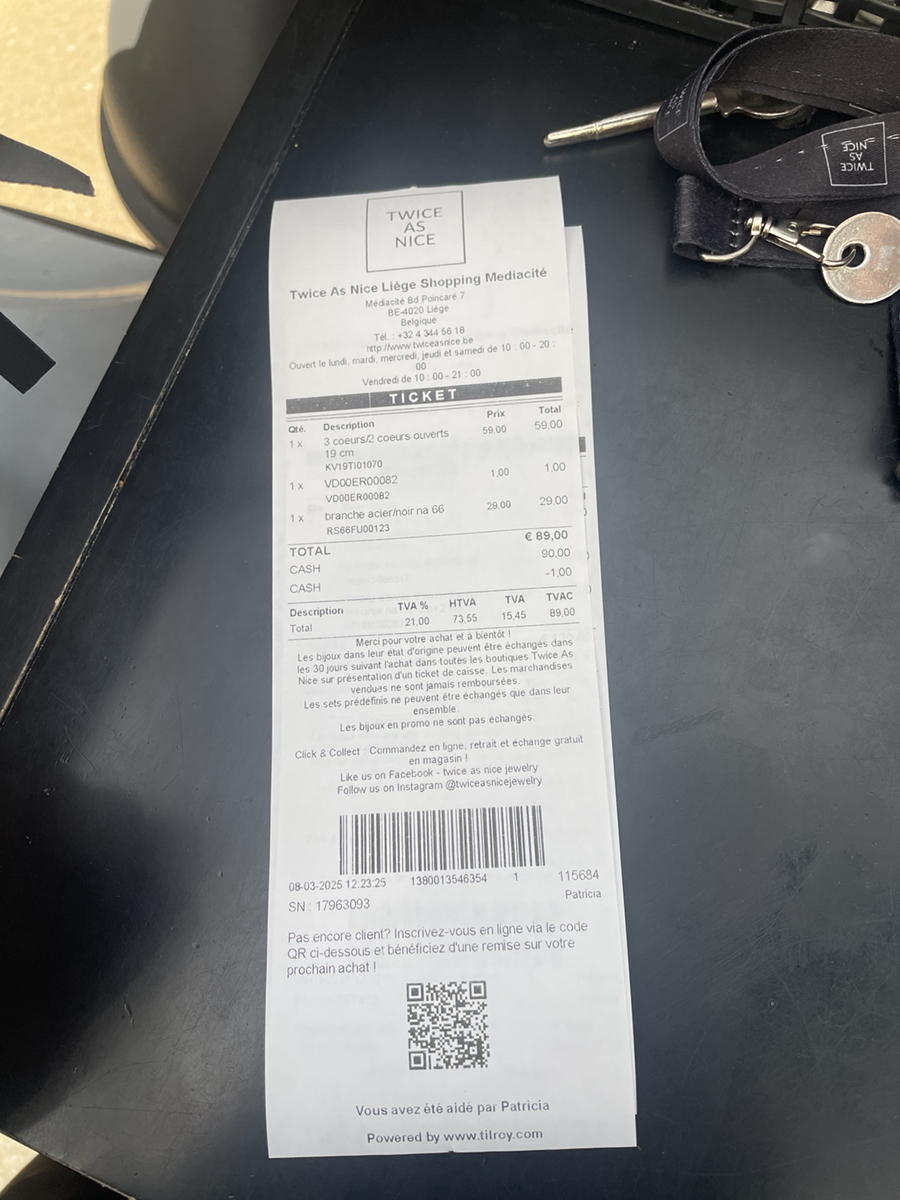 TWICE
AS
NICE
TWICE
AS
NICE
Twice As Nice Liège Shopping Mediacité
Médiacité Bd Poincaré 7
BE-4020 Liège
Belgique
Tél. : +32 4 344 56 18
http://www.twiceasnice.be
Ouvert le lundi, mardi, mercredi, jeudi et samedi de 10 : 00 - 20 :
00
Vendredi de 10 : 00 - 21 : 00
TICKET
Qté. Description Prix Total
1 x 3 coeurs/2 coeurs ouverts 59,00 59,00
19 cm
KV19TI01070
1 x VD00ER00082 1,00 1,00
VD00ER00082
1 x branche acier/noir na 66 29,00 29,00
RS66FU00123
TOTAL € 89,00
CASH 90,00
CASH -1,00
Description TVA % HTVA TVA TVAC
Total 21,00 73,55 15,45 89,00
Merci pour votre achat et à bientôt !
Les bijoux dans leur état d'origine peuvent être échangés dans
les 30 jours suivant l'achat dans toutes les boutiques Twice As
Nice sur présentation d'un ticket de caisse. Les marchandises
vendues ne sont jamais remboursées.
Les sets prédéfinis ne peuvent être échangés que dans leur
ensemble.
Les bijoux en promo ne sont pas échangés
Click & Collect : Commandez en ligne, retrait et échange gratuit
en magasin !
Like us on Facebook - twice as nice jewelry
Follow us on Instagram @twiceasnicejewelry
08-03-2025 12:23:25 1380013546354 1 115684
SN : 17963093 Patricia
Pas encore client? Inscrivez-vous en ligne via le code
QR ci-dessous et bénéficiez d'une remise sur votre
prochain achat !
Vous avez été aidé par Patricia
Powered by www.tilroy.com